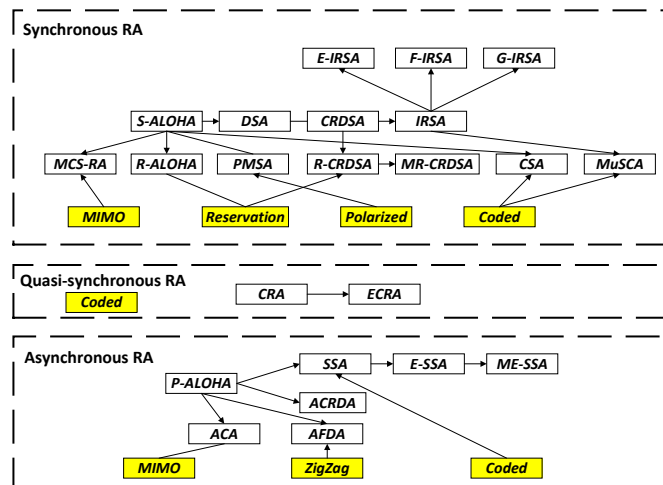 Synchronous RA
E-IRSA F-IRSA G-IRSA
S-ALOHA DSA CRDSA IRSA
MCS-RA R-ALOHA PMSA R-CRDSA MR-CRDSA CSA MuSCA
MIMO Reservation Polarized Coded
Quasi-synchronous RA
Coded CRA ECRA
Asynchronous RA
SSA E-SSA ME-SSA
P-ALOHA
ACRDA
ACA AFDA
MIMO ZigZag Coded